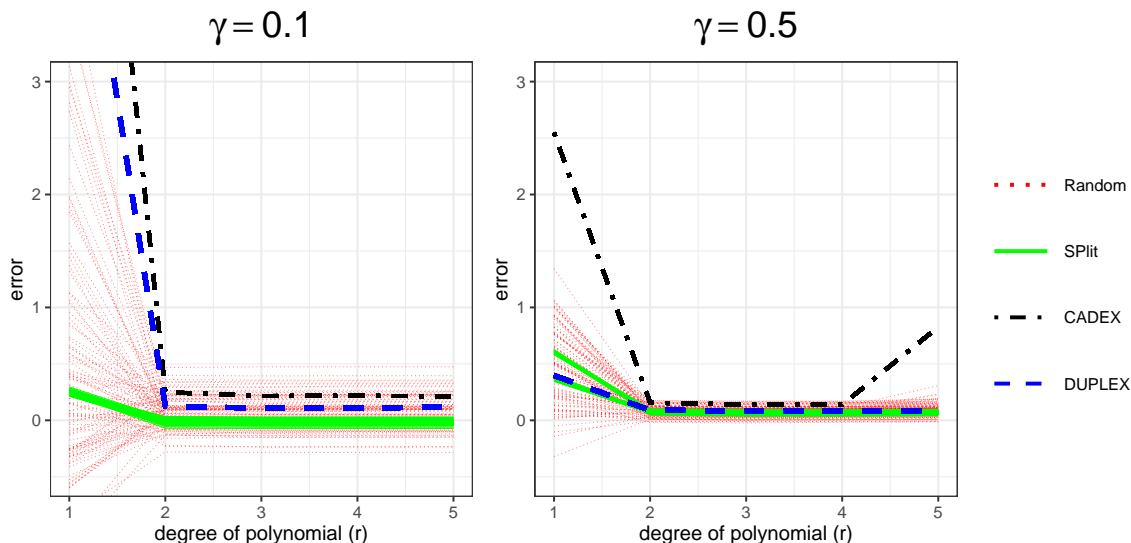 γ = 0.1
γ = 0.5
3
2
1
0
error
1 2 3 4 5
degree of polynomial (r)
3
2
1
0
error
1 2 3 4 5
degree of polynomial (r)
Random
SPlit
CADEX
DUPLEX